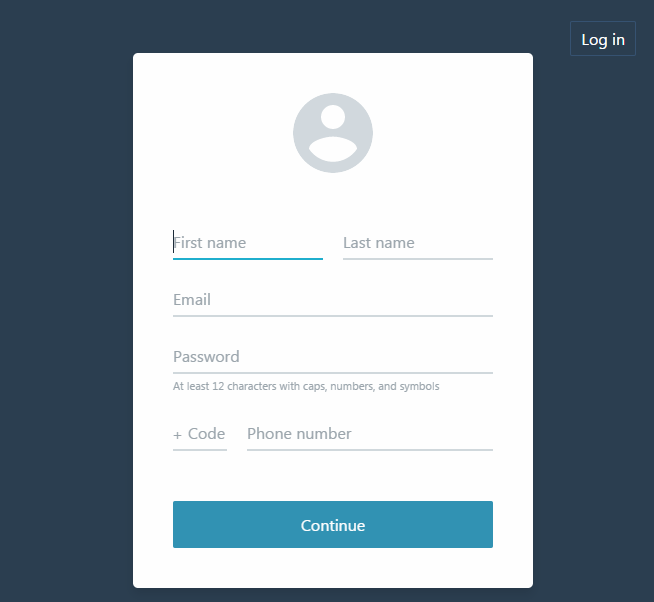 Log in
First name Last name
Email
Password
At least 12 characters with caps, numbers, and symbols
+ Code Phone number
Continue